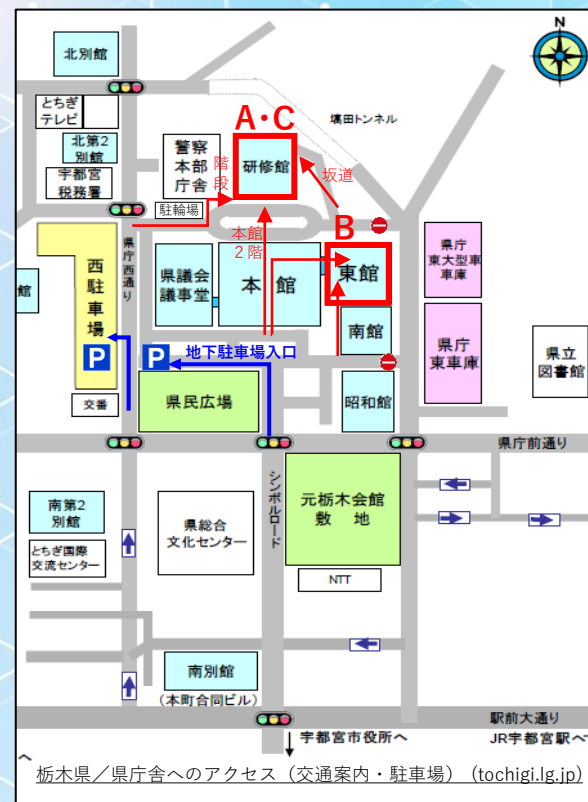 N
北別館
とちぎ
テレビ
北第2
別館
宇都宮
税務署
警察
本部
庁舎
駐輪場
階段
A・C
研修館
塙田トンネル
坂道
B
本館
2階
西駐車場
県庁西通り
館
県議会
議事堂
本館
東館
南館
県庁
東大型車
車庫
県庁
東車庫
県立
図書館
P
P
地下駐車場入口
交番
県民広場
昭和館
県庁前通り
シンボルロード
南第2
別館
とちぎ国際
交流センター
県総合
文化センター
元栃木会館
敷地
NTT
南別館
(本町合同ビル)
駅前大通り
宇都宮市役所へ
JR宇都宮駅へ
へ
栃木県／県庁舎へのアクセス（交通案内・駐車場） (tochigi.lg.jp)